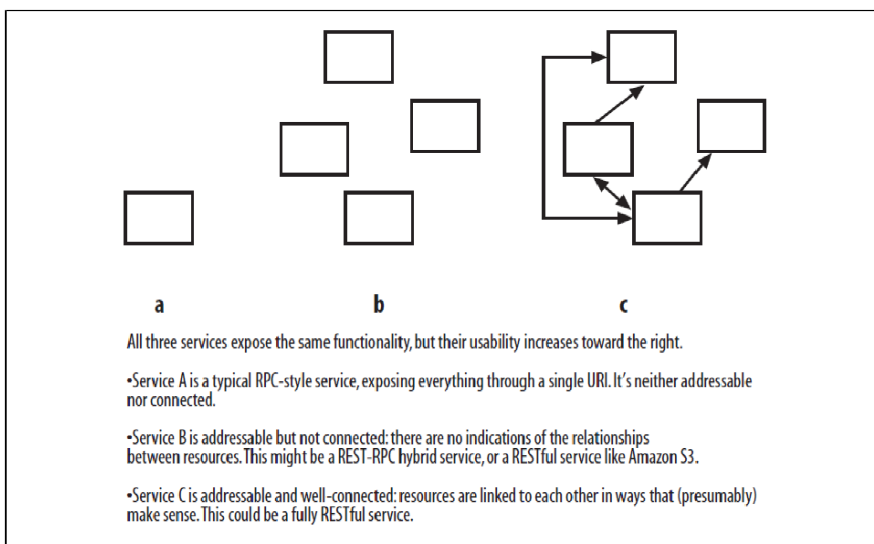 a b c
All three services expose the same functionality, but their usability increases toward the right.
•Service A is a typical RPC-style service, exposing everything through a single URI. It's neither addressable
nor connected.
•Service B is addressable but not connected: there are no indications of the relationships
between resources. This might be a REST-RPC hybrid service, or a RESTful service like Amazon S3.
•Service C is addressable and well-connected: resources are linked to each other in ways that (presumably)
make sense. This could be a fully RESTful service.